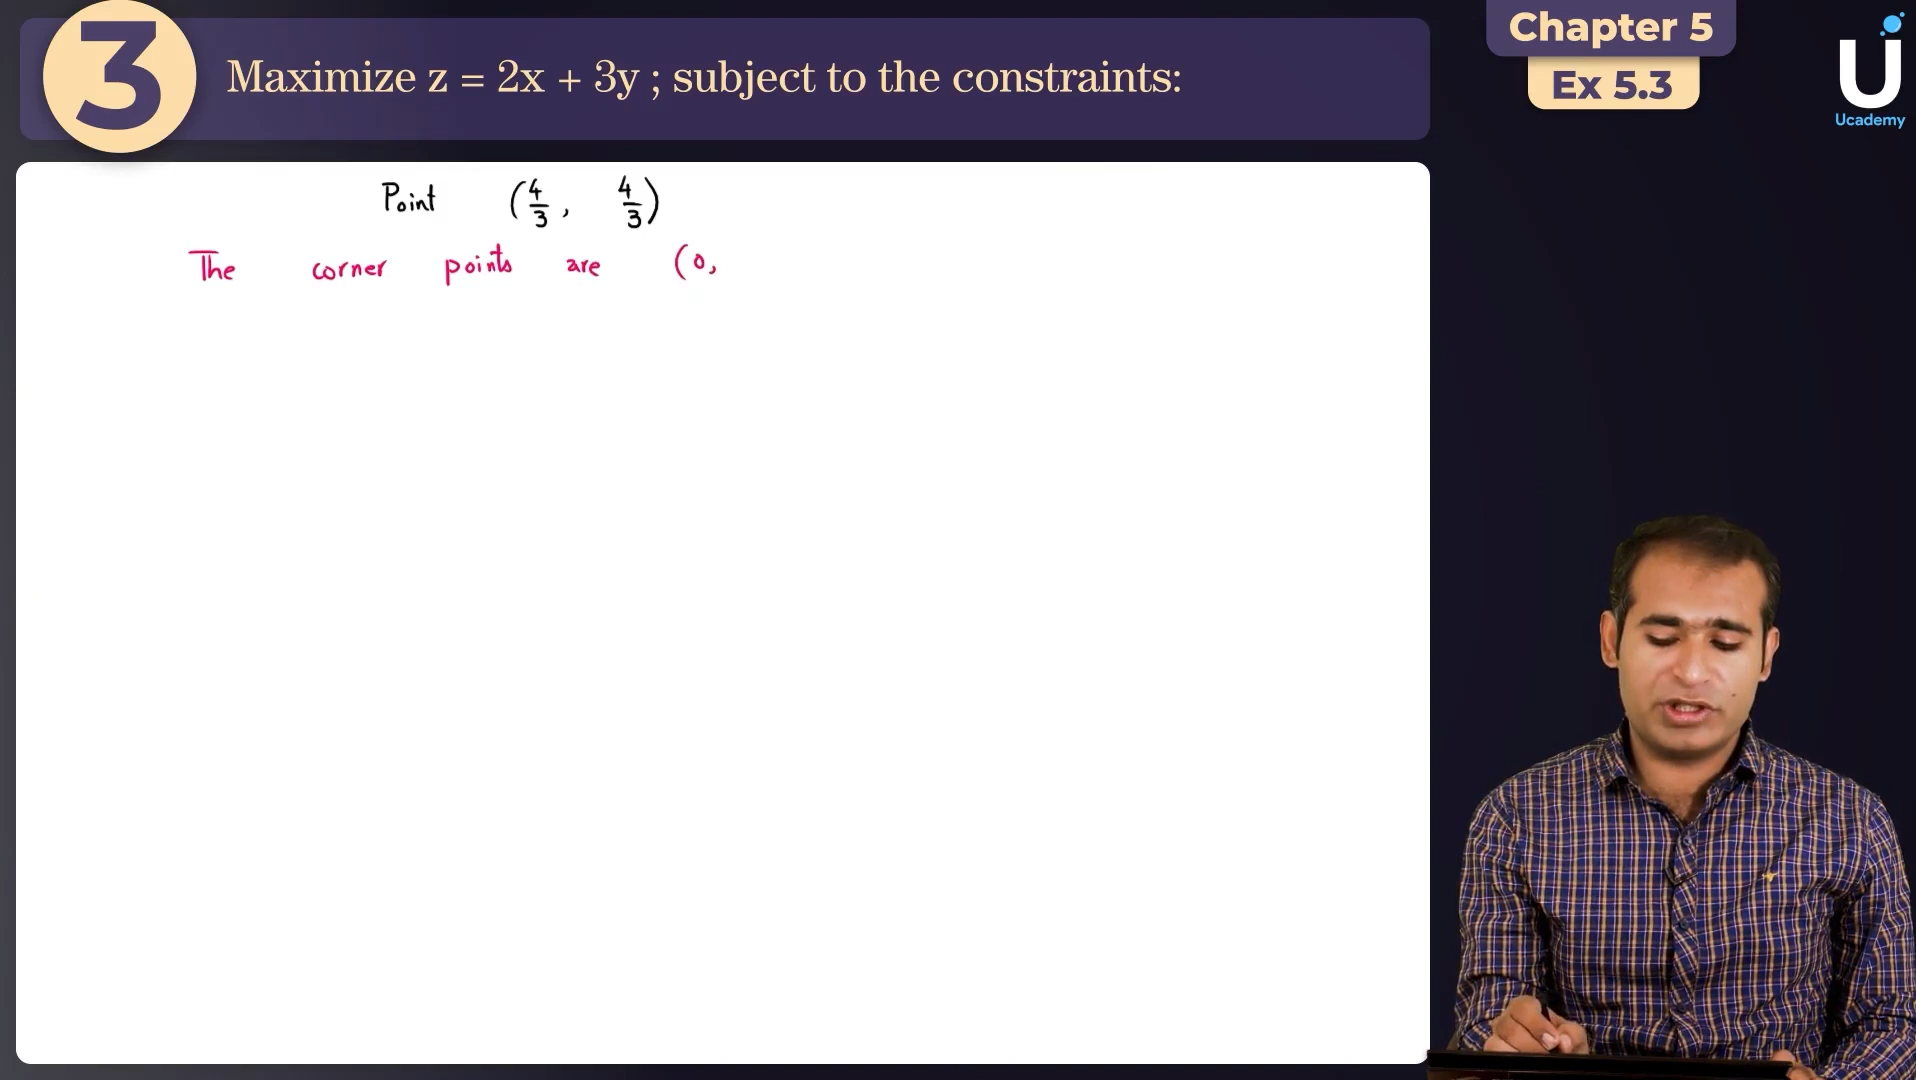 3
Maximize z = 2x + 3y ; subject to the constraints:
Chapter 5
Ex 5.3
U
Ucademy
Point (4/3, 4/3)
The corner points are (0,